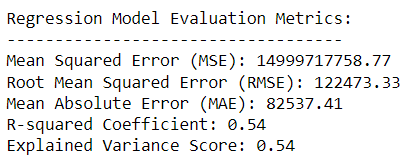 Regression Model Evaluation Metrics:
-----------------------------------
Mean Squared Error (MSE): 14999717758.77
Root Mean Squared Error (RMSE): 122473.33
Mean Absolute Error (MAE): 82537.41
R-squared Coefficient: 0.54
Explained Variance Score: 0.54